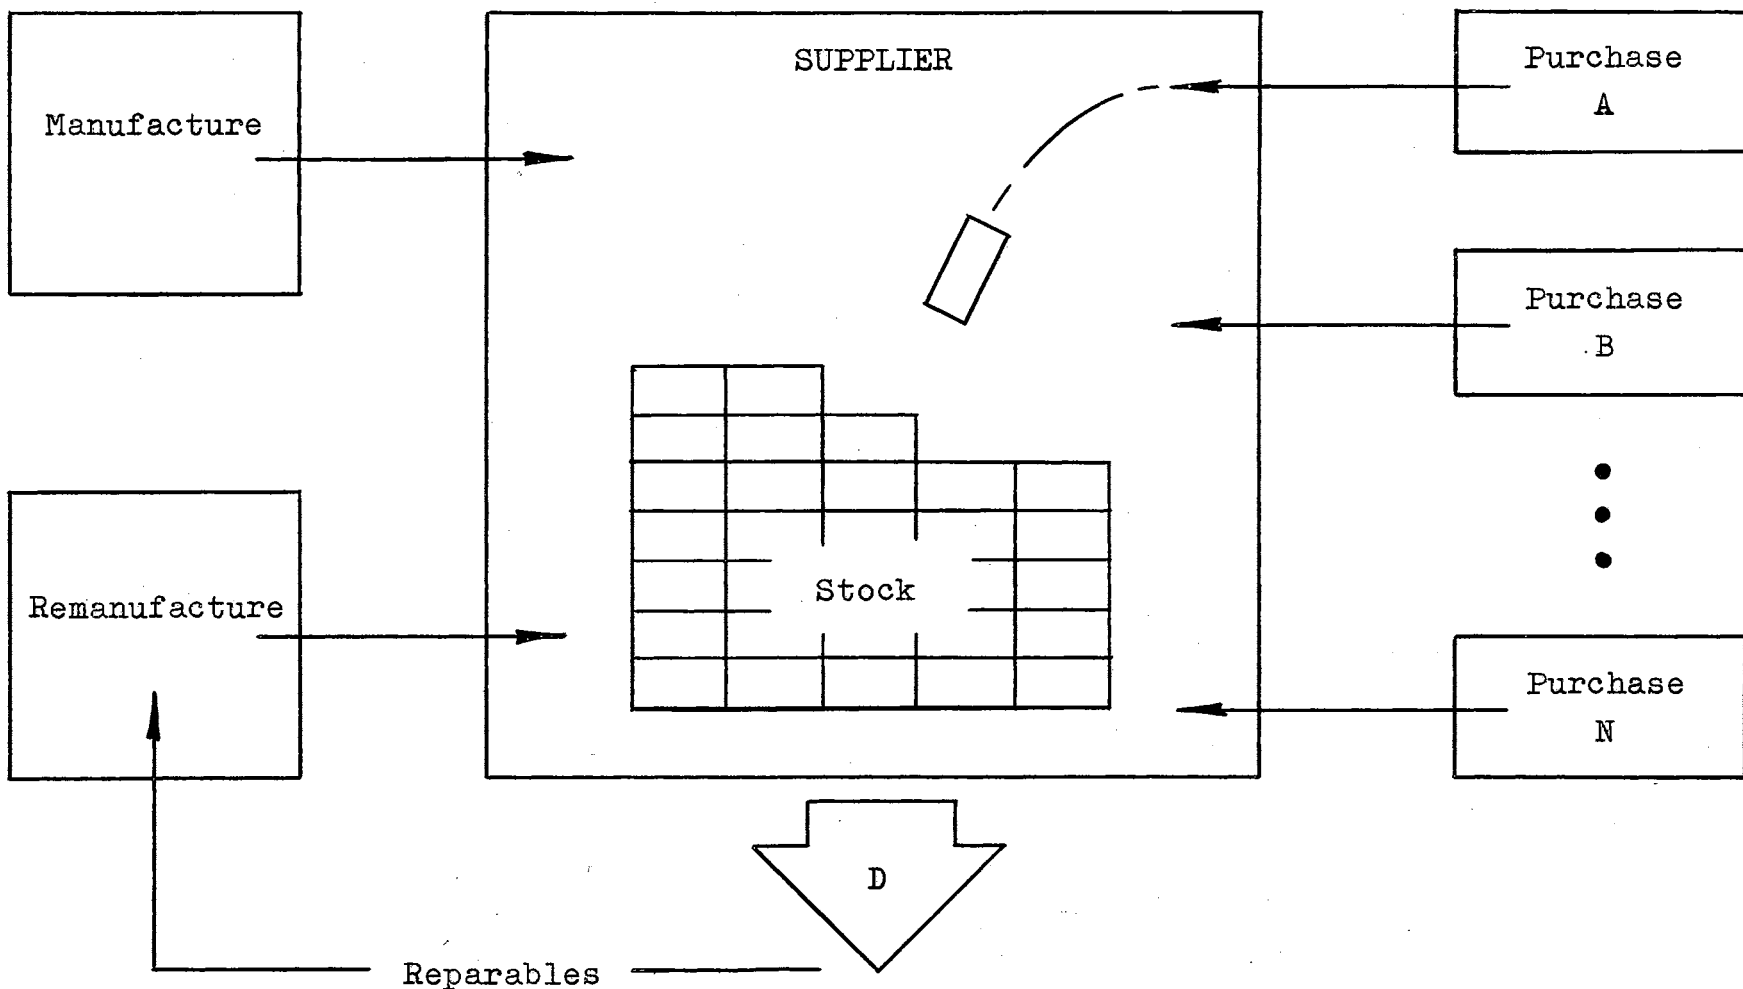 SUPPLIER
Manufacture
Purchase
A
Purchase
B
Remanufacture
Stock
Purchase
N
D
Reparables